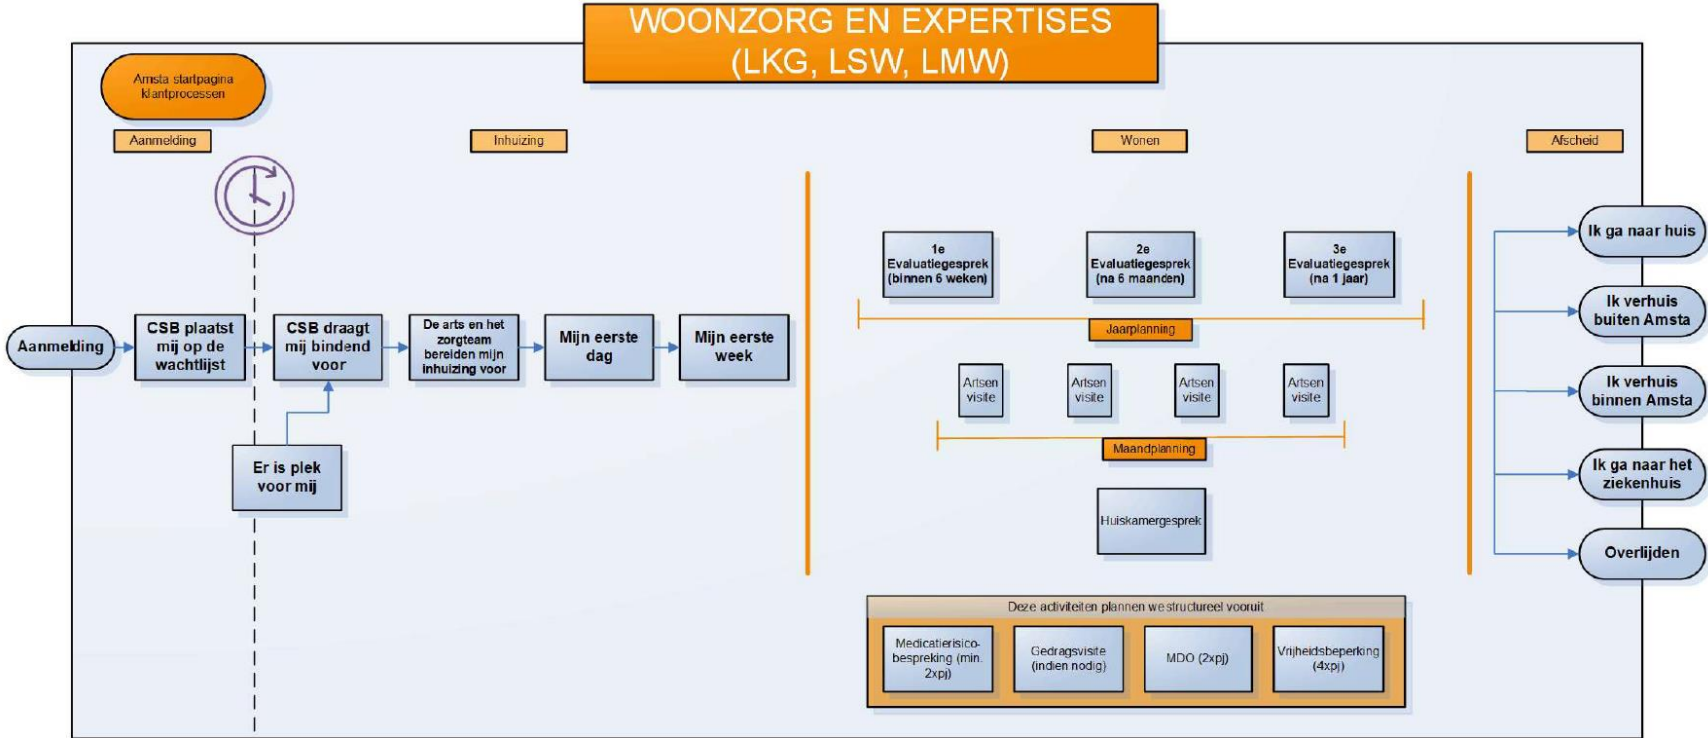 WOONZORG EN EXPERTISES
(LKG, LSW, LMW)
Amsta startpagina
klantprocessen
Aanmelding
Inhuizing
Wonen
Afscheid
Aanmelding
CSB plaatst
mij op de
wachtlijst
CSB draagt
mij bindend
voor
De arts en het
zorgteam
bereiden mijn
inhuizing voor
Mijn eerste
dag
Mijn eerste
week
Er is plek
voor mij
1e
Evaluatiegesprek
(binnen 6 weken)
2e
Evaluatiegesprek
(na 6 maanden)
3e
Evaluatiegesprek
(na 1 jaar)
Jaarplanning
Artsen
visite
Artsen
visite
Artsen
visite
Artsen
visite
Maandplanning
Huiskamergesprek
Deze activiteiten plannen we structureel vooruit
Medicatierisico-
bespreking (min.
2xpj)
Gedragsvisite
(indien nodig)
MDO (2xpj)
Vrijheidsbeperking
(4xpj)
Ik ga naar huis
Ik verhuis
buiten Amsta
Ik verhuis
binnen Amsta
Ik ga naar het
ziekenhuis
Overlijden